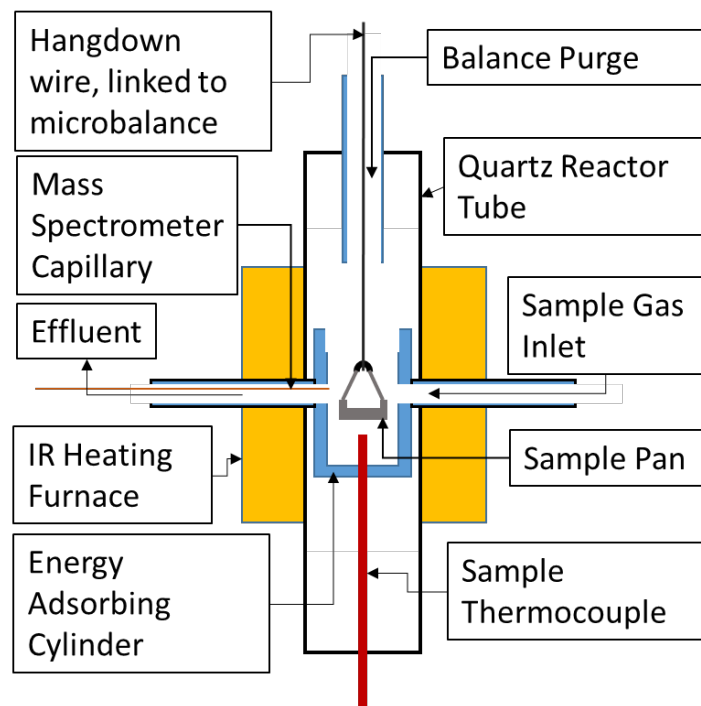 Hangdown
wire, linked to
microbalance
Balance Purge
Mass
Spectrometer
Capillary
Quartz Reactor
Tube
Effluent
Sample Gas
Inlet
IR Heating
Furnace
Sample Pan
Energy
Adsorbing
Cylinder
Sample
Thermocouple